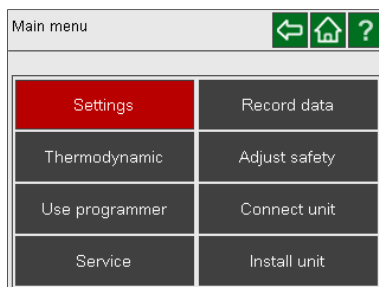 Main menu ?
Settings Record data
Thermodynamic Adjust safety
Use programmer Connect unit
Service Install unit